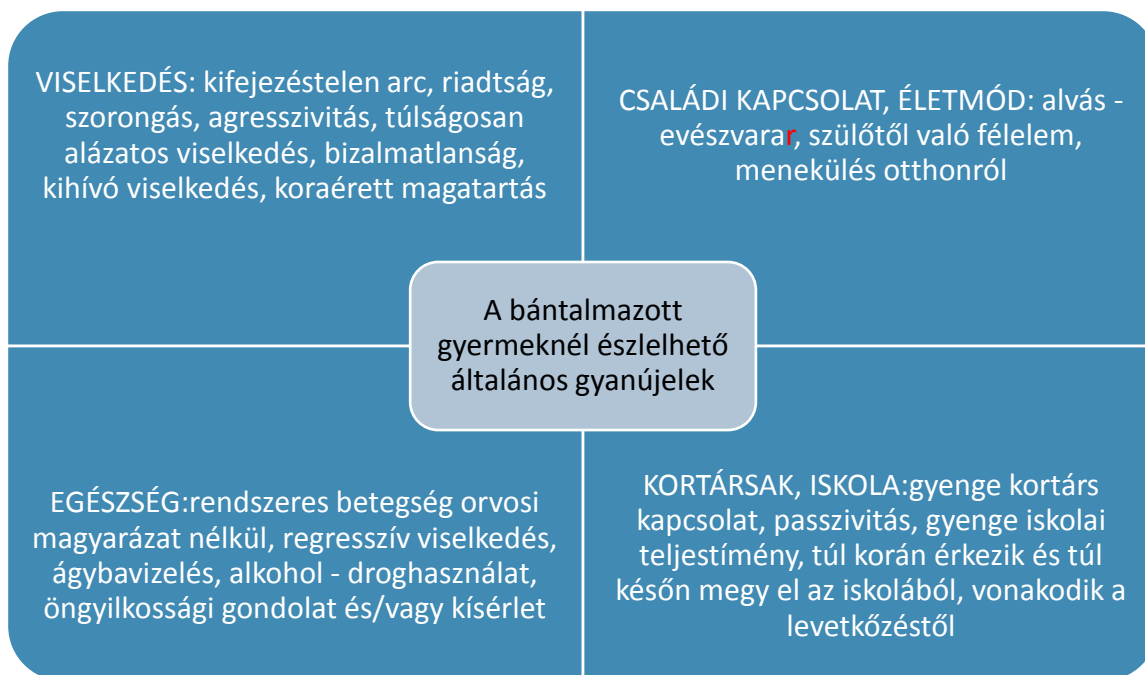 VISELKEDÉS: kifejezéstelen arc, riadtság,
szorongás, agresszivitás, túlságosan
alázatos viselkedés, bizalmatlanság,
kihívó viselkedés, koraérett magatartás
CSALÁDI KAPCSOLAT, ÉLETMÓD: alvás -
evészvarar, szülőtől való félelem,
menekülés otthonról
A bántalmazott
gyermeknél észlelhető
általános gyanújelek
EGÉSZSÉG:rendszeres betegség orvosi
magyarázat nélkül, regresszív viselkedés,
ágybavizelés, alkohol - droghasználat,
öngyilkossági gondolat és/vagy kísérlet
KORTÁRSAK, ISKOLA:gyenge kortárs
kapcsolat, passzivitás, gyenge iskolai
teljestímény, túl korán érkezik és túl
későn megy el az iskolából, vonakodik a
levetkőzéstől